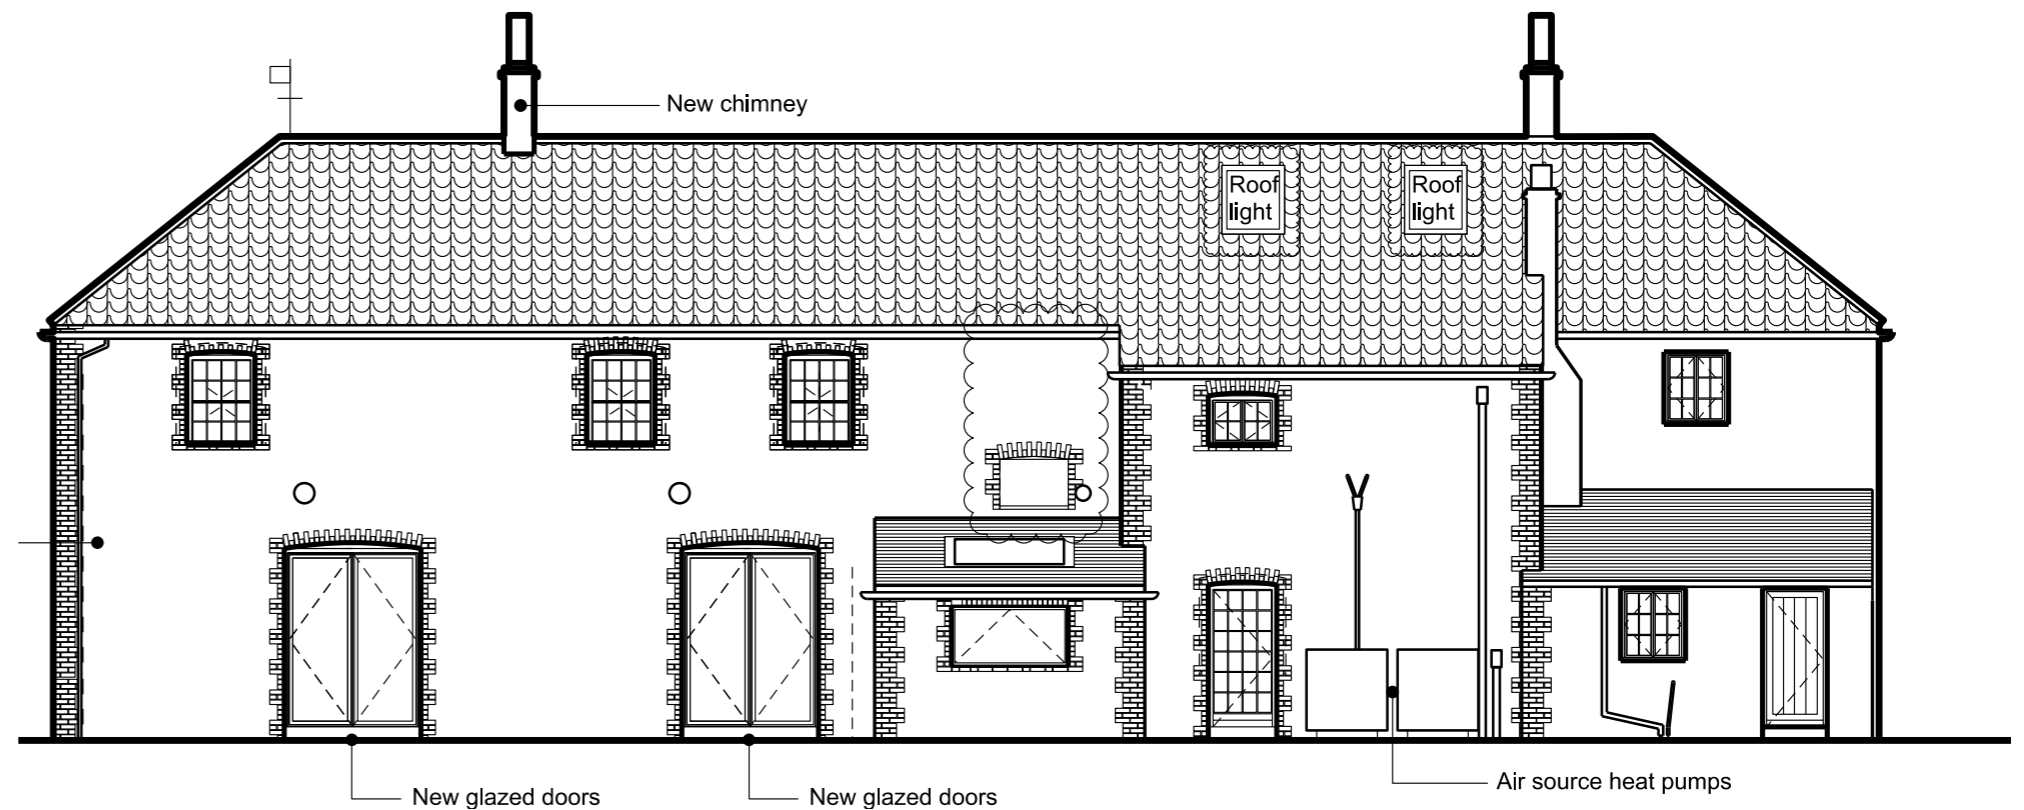 New chimney
Roof
light
Roof
light
Air source heat pumps
New glazed doors
New glazed doors